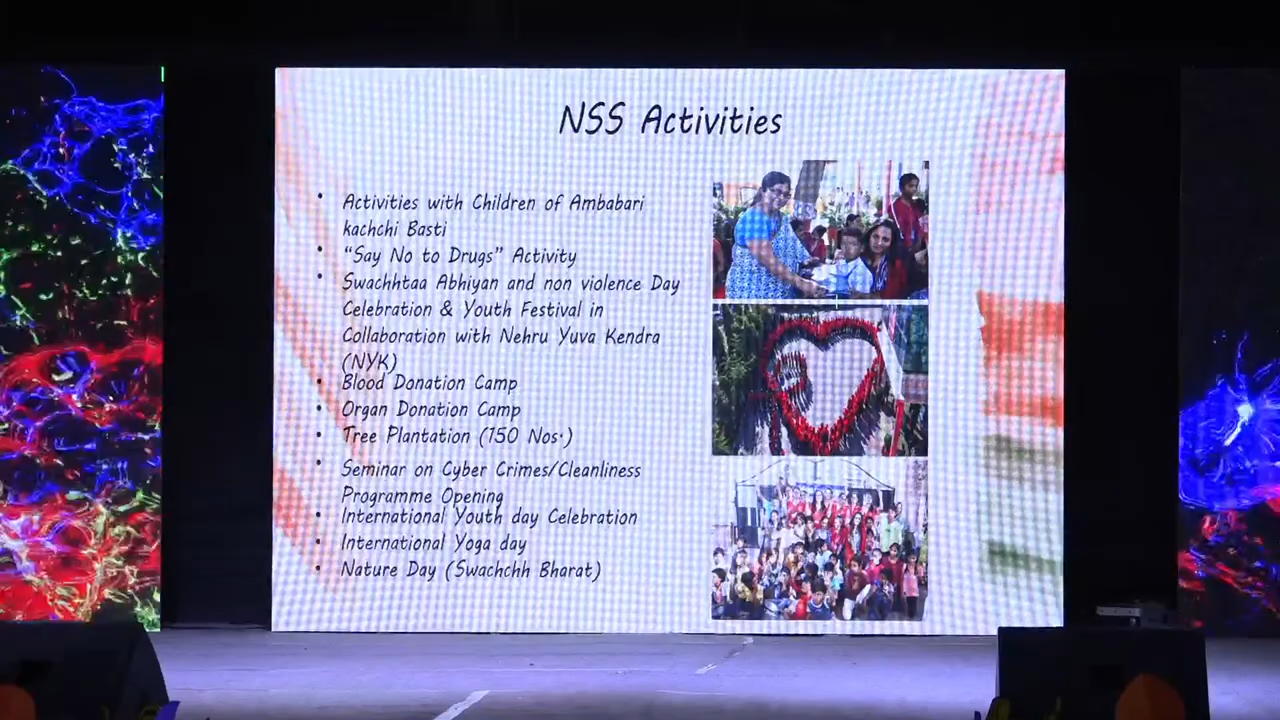 NSS Activities
• Activities with Children of Ambabari
kachchi Basti
• “Say No to Drugs” Activity
• Swachhtaa Abhiyan and non violence Day
Celebration & Youth Festival in
Collaboration with Nehru Yuva Kendra
(NYK)
• Blood Donation Camp
• Organ Donation Camp
• Tree Plantation (150 Nos.)
• Seminar on Cyber Crimes/Cleanliness
Programme Opening
• International Youth day Celebration
• International Yoga day
• Nature Day (Swachchh Bharat)